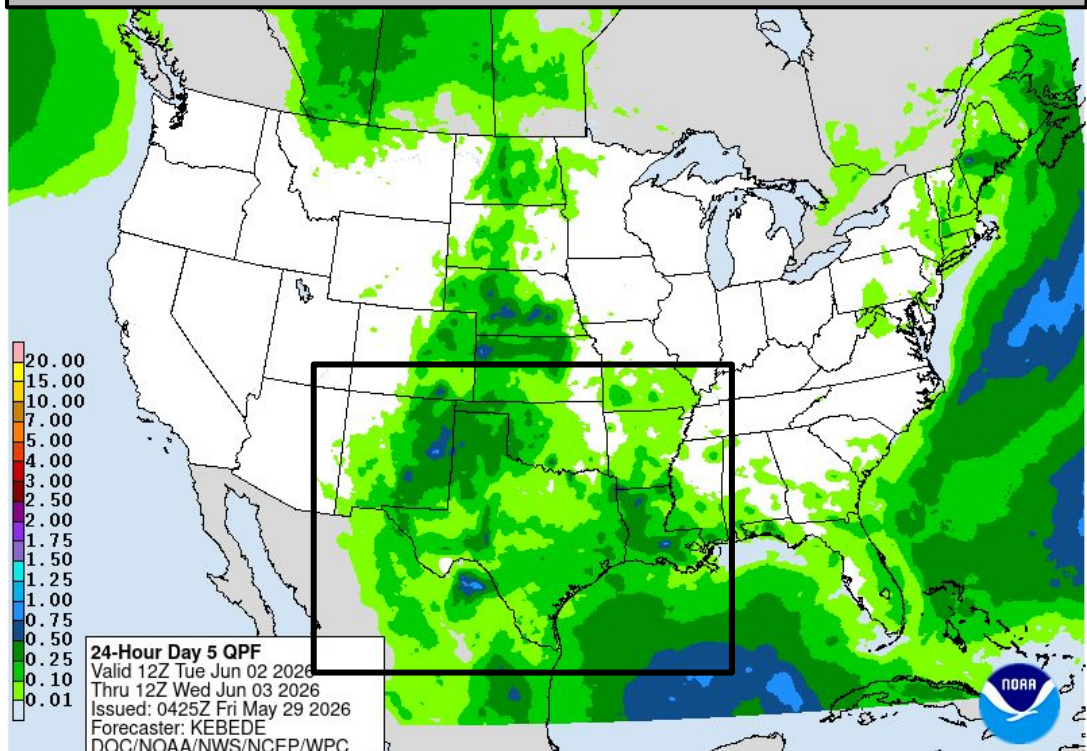 20.00
15.00
10.00
7.00
5.00
4.00
3.00
2.50
2.00
1.75
1.50
1.25
1.00
0.75
0.50
0.25
0.10
0.01
24-Hour Day 5 QPF
Valid 12Z Tue Jun 02 2026
Thru 12Z Wed Jun 03 2026
Issued: 0425Z Fri May 29 2026
Forecaster: KEBEDE
DOC/NOAA/NWS/NCEP/WPC
NOAA